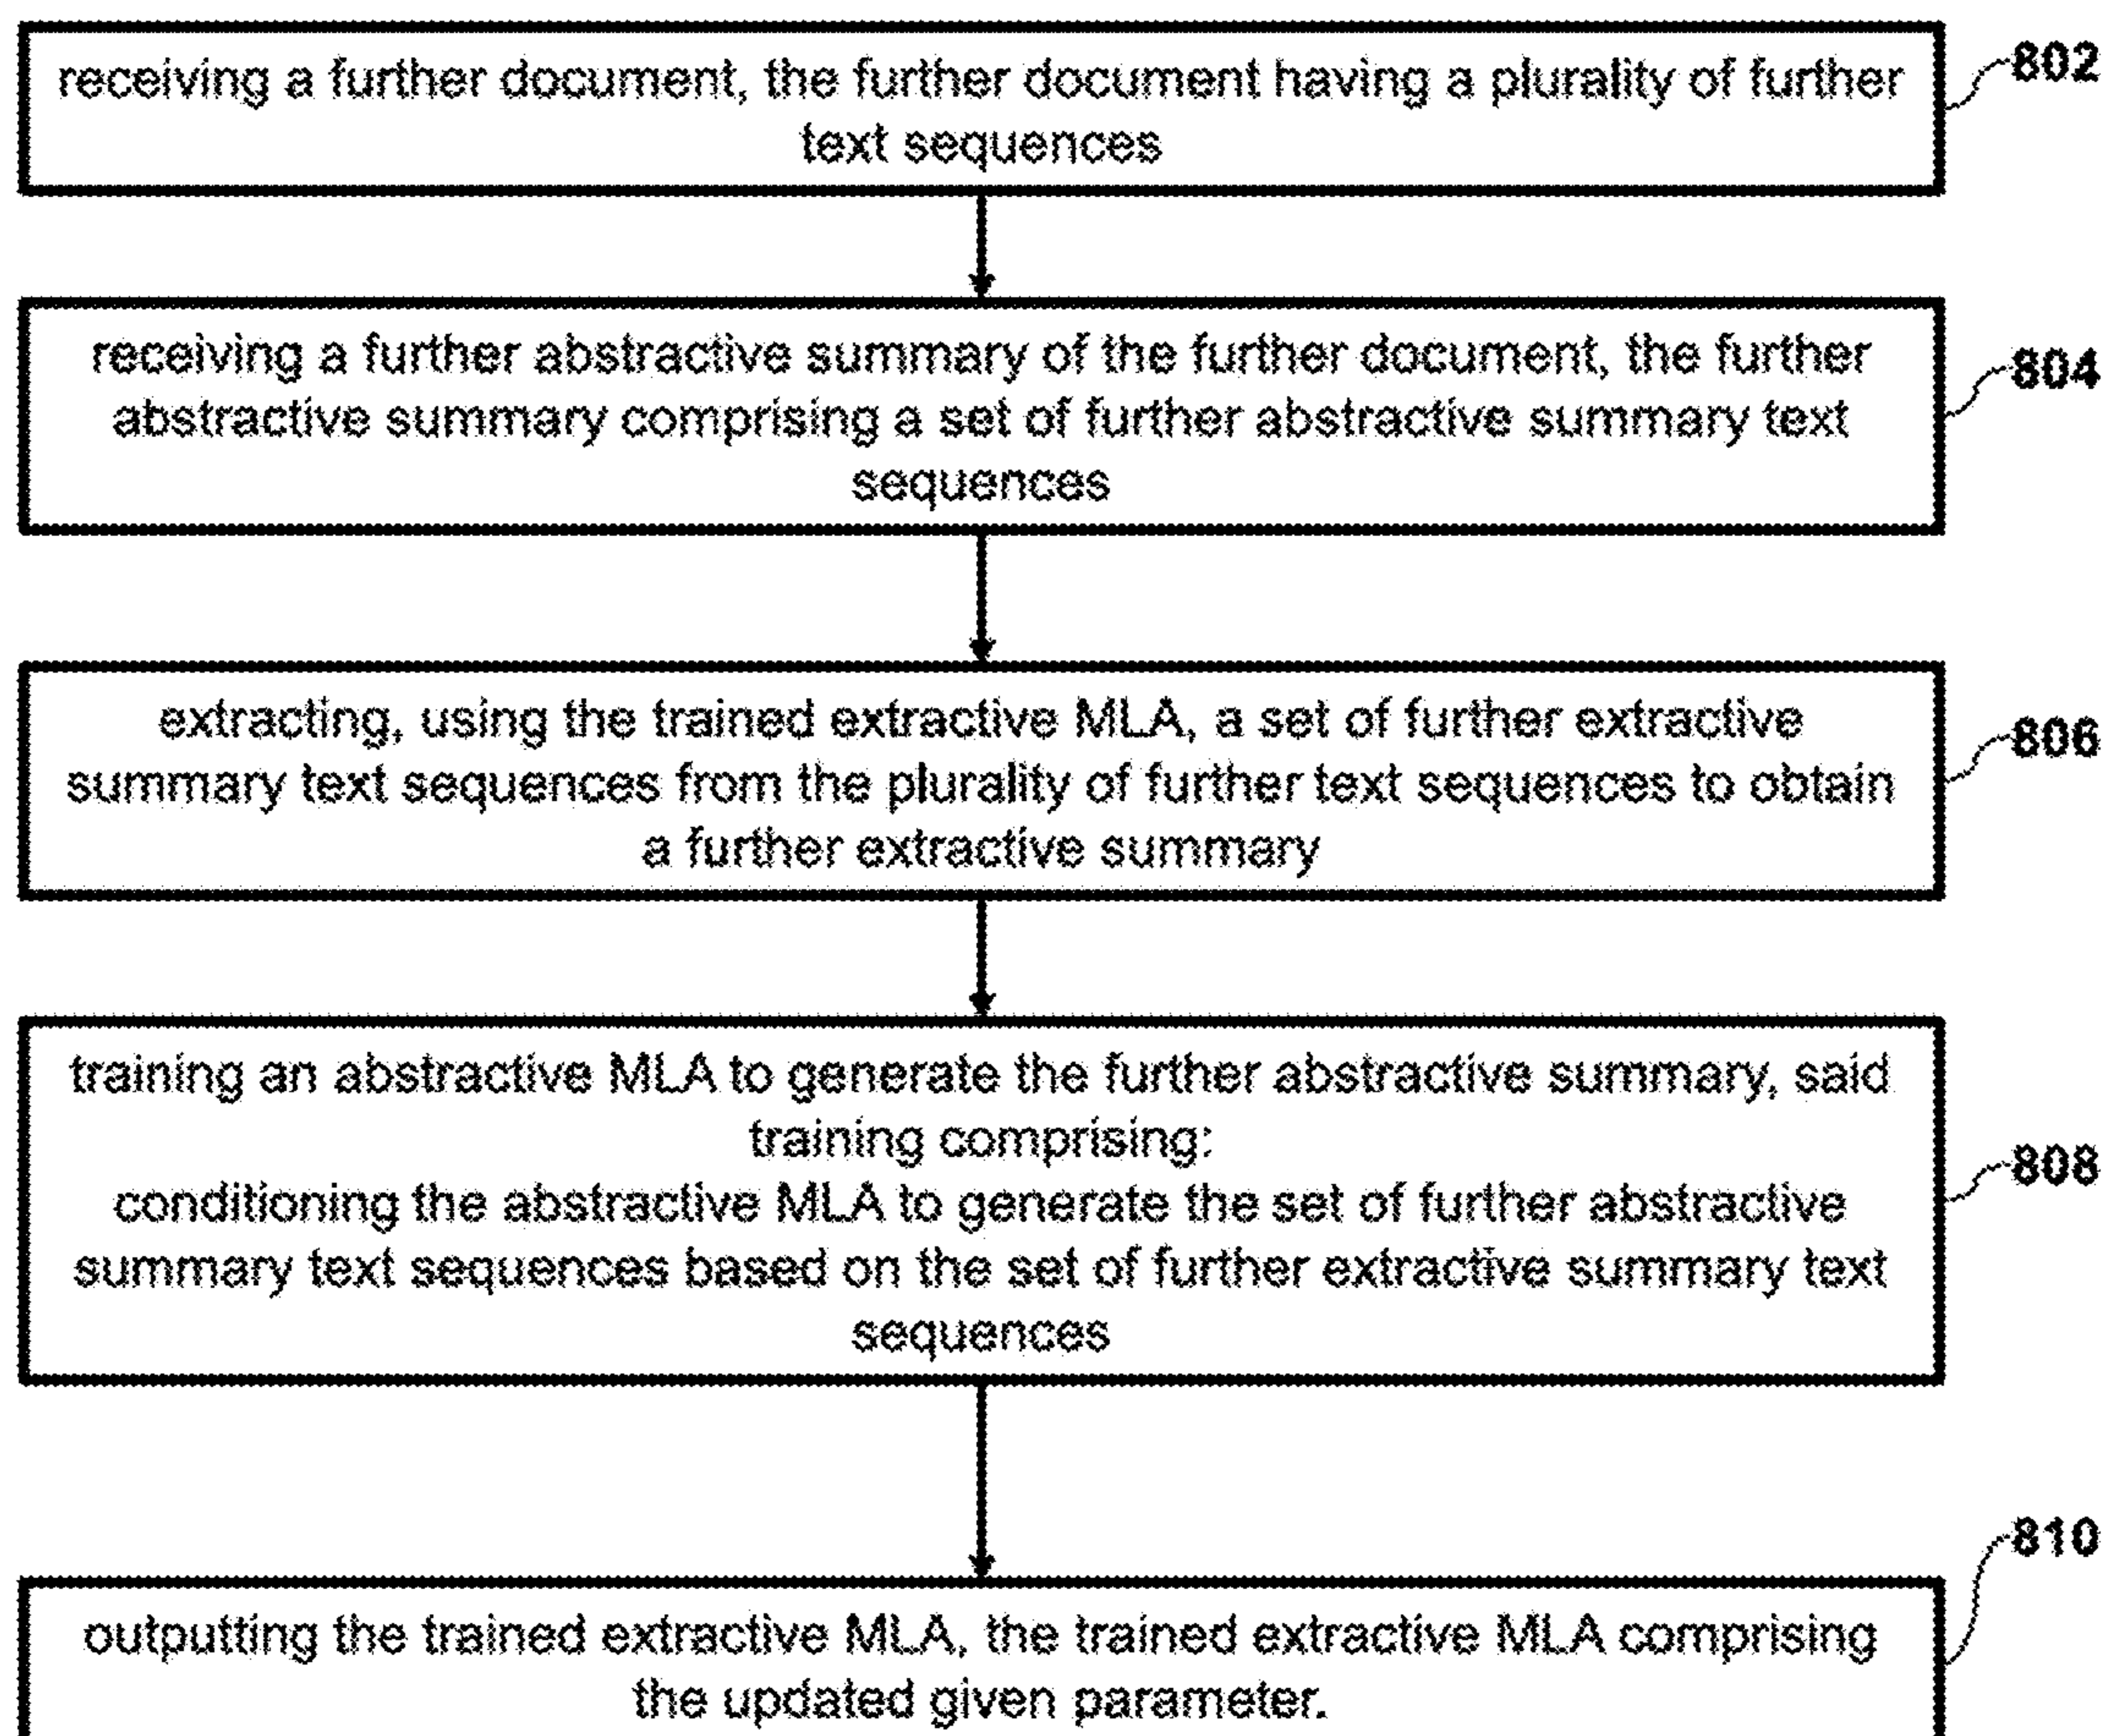 receiving a further document, the further document having a plurality of further
text sequences
802
receiving a further abstractive summary of the further document, the further
abstractive summary comprising a set of further abstractive summary text
sequences
804
extracting, using the trained extractive MLA, a set of further extractive
summary text sequences from the plurality of further text sequences to obtain
a further extractive summary
806
training an abstractive MLA to generate the further abstractive summary, said
training comprising:
conditioning the abstractive MLA to generate the set of further abstractive
summary text sequences based on the set of further extractive summary text
sequences
808
outputting the trained extractive MLA, the trained extractive MLA comprising
the updated given parameter.
810